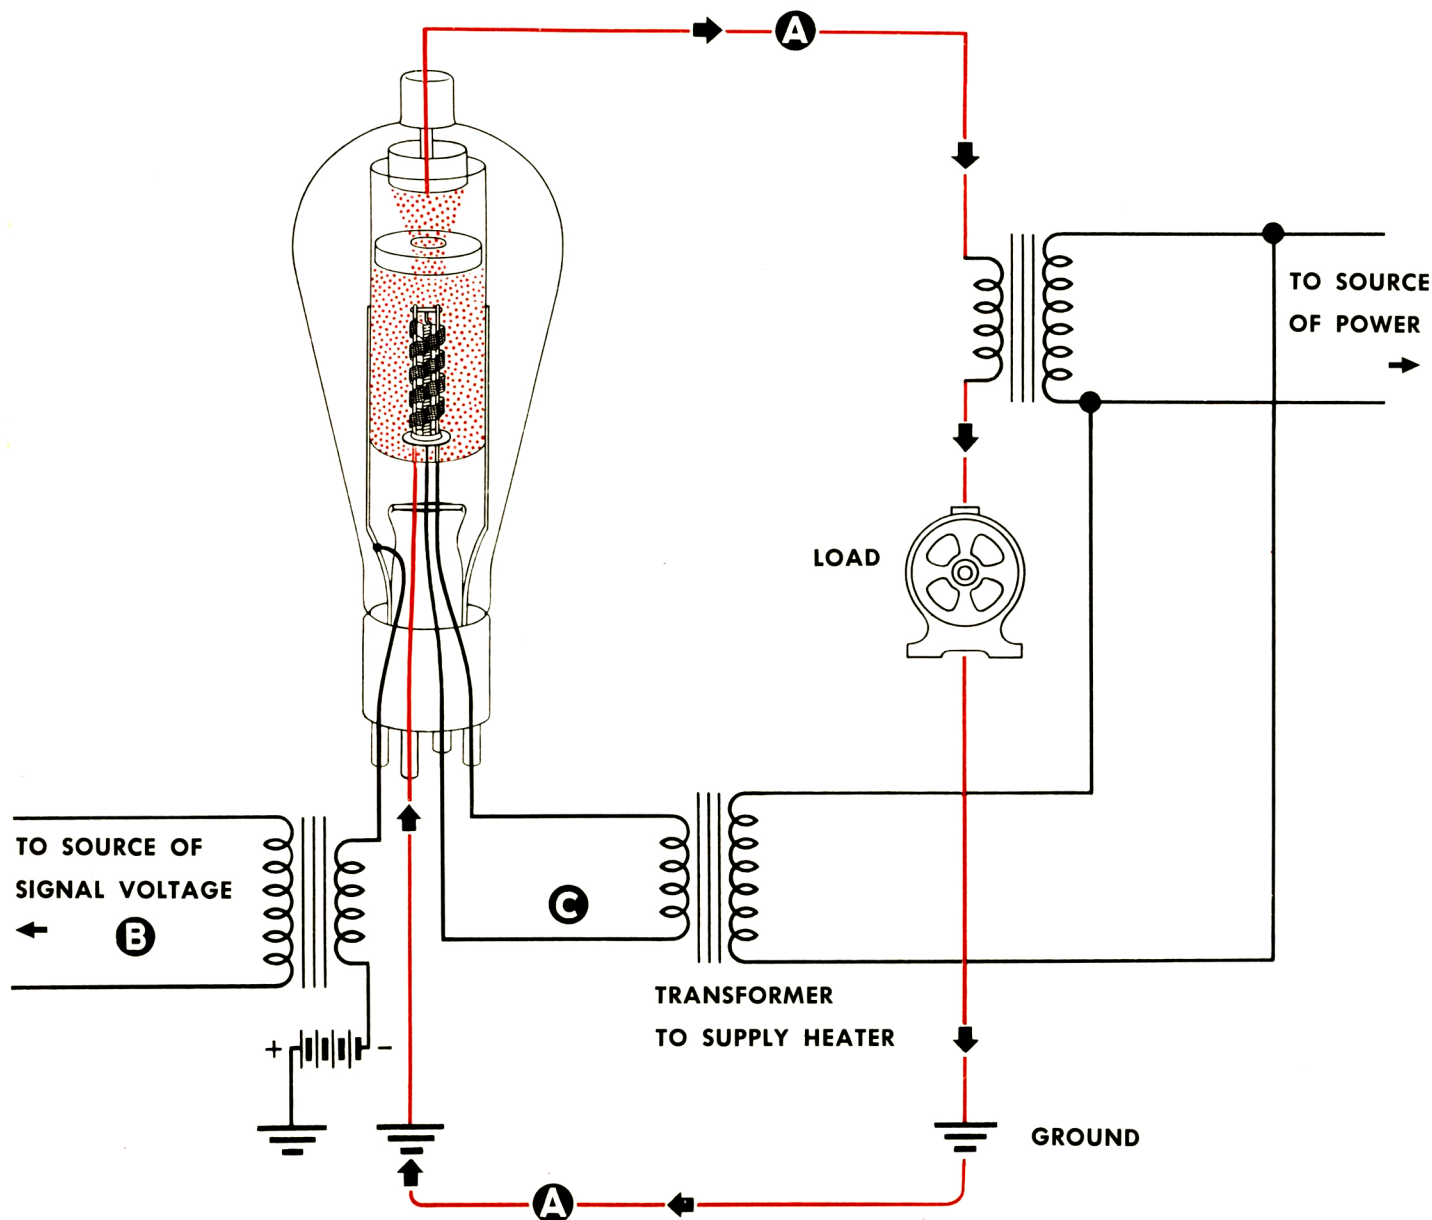 A
TO SOURCE
OF POWER
LOAD
TO SOURCE OF
SIGNAL VOLTAGE
B
C
TRANSFORMER
TO SUPPLY HEATER
+ -
GROUND
A